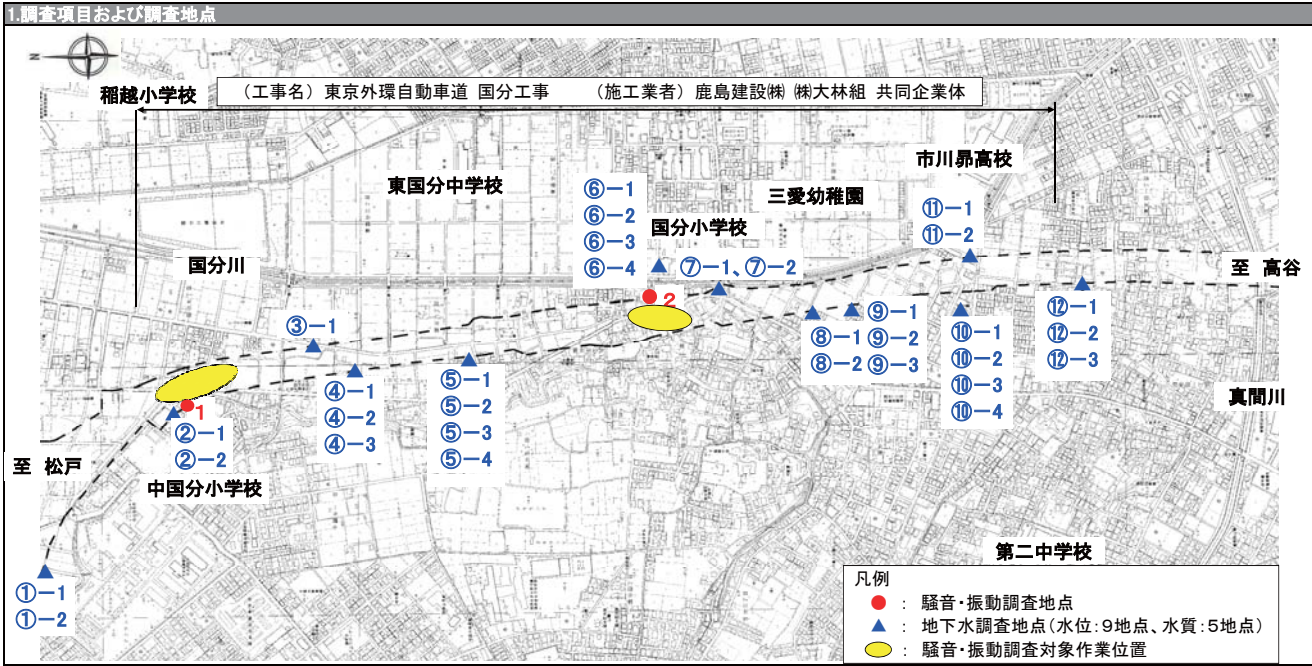 1.調査項目および調査地点
N
稲越小学校
（工事名） 東京外環自動車道 国分工事　（施工業者） 鹿島建設㈱ ㈱大林組 共同企業体
市川昴高校
東国分中学校
⑥－1
⑥－2
⑥－3
⑥－4
三愛幼稚園
国分小学校
⑪－1
⑪－2
国分川
⑦－1、⑦－2
至 高谷
2
③－1
⑧－1
⑧－2
⑨－1
⑨－2
⑨－3
⑫－1
⑫－2
⑫－3
④－1
④－2
④－3
⑤－1
⑤－2
⑤－3
⑤－4
⑩－1
⑩－2
⑩－3
⑩－4
真間川
1
②－1
②－2
至 松戸
中国分小学校
第二中学校
①－1
①－2
凡例
● ： 騒音・振動調査地点
▲ ： 地下水調査地点（水位：9地点、水質：5地点）
： 騒音・振動調査対象作業位置